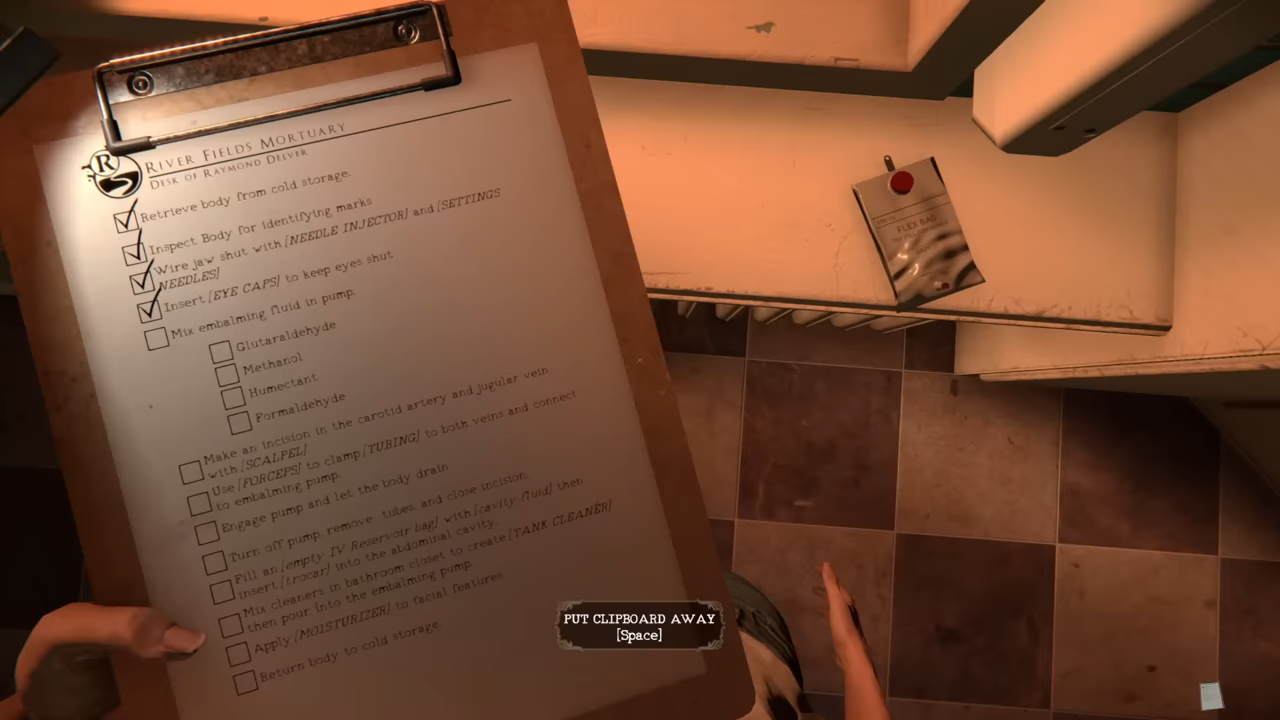 RIVER FIELDS MORTUARY
DESK OF RAYMOND DELVER
Retrieve body from cold storage.
Inspect Body for identifying marks
Wire jaw shut with [NEEDLE INJECTOR] and [SETTINGS
NEEDLES]
Insert [EYE CAPS] to keep eyes shut
Mix embalming fluid in pump.
Glutaraldehyde
Methanol
Humectant
Formaldehyde
Make an incision in the carotid artery and jugular vein
with [SCALPEL]
Use [FORCEPS] to clamp [TUBING] to both veins and connect
to embalming pump.
Engage pump and let the body drain
Turn off pump, remove tubes, and close incision.
Fill an [empty IV Reservoir bag] with [cavity fluid] then
insert [trocar] into the abdominal cavity.
Mix cleaners in bathroom closet to create [TANK CLEANER]
then pour into the embalming pump
Apply [MOISTURIZER] to facial features
Return body to cold storage.
FLEX BAG
PUT CLIPBOARD AWAY
[Space]